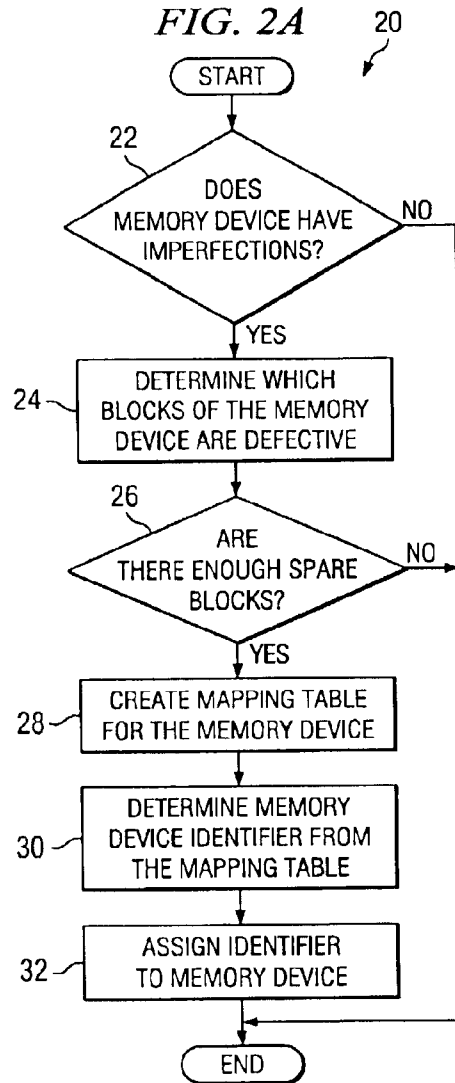 FIG. 2A
20
START
22
DOES
MEMORY DEVICE HAVE
IMPERFECTIONS?
NO
YES
24
DETERMINE WHICH
BLOCKS OF THE MEMORY
DEVICE ARE DEFECTIVE
26
ARE
THERE ENOUGH SPARE
BLOCKS?
NO
YES
28
CREATE MAPPING TABLE
FOR THE MEMORY DEVICE
30
DETERMINE MEMORY
DEVICE IDENTIFIER FROM
THE MAPPING TABLE
32
ASSIGN IDENTIFIER
TO MEMORY DEVICE
END